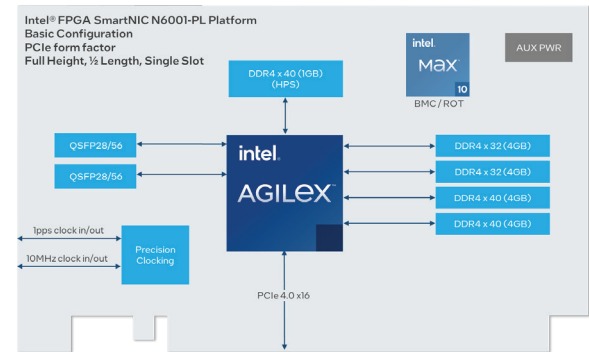 Intel® FPGA SmartNIC N6001-PL Platform
Basic Configuration
PCIe form factor
Full Height, ½ Length, Single Slot
intel.
MAX
10
BMC / ROT
AUX PWR
DDR4 x 40 (1GB)
(HPS)
QSFP28/56
QSFP28/56
intel.
AGILEX™
DDR4 x 32 (4GB)
DDR4 x 32 (4GB)
DDR4 x 40 (4GB)
DDR4 x 40 (4GB)
1pps clock in/out
10MHz clock in/out
Precision
Clocking
PCIe 4.0 x16